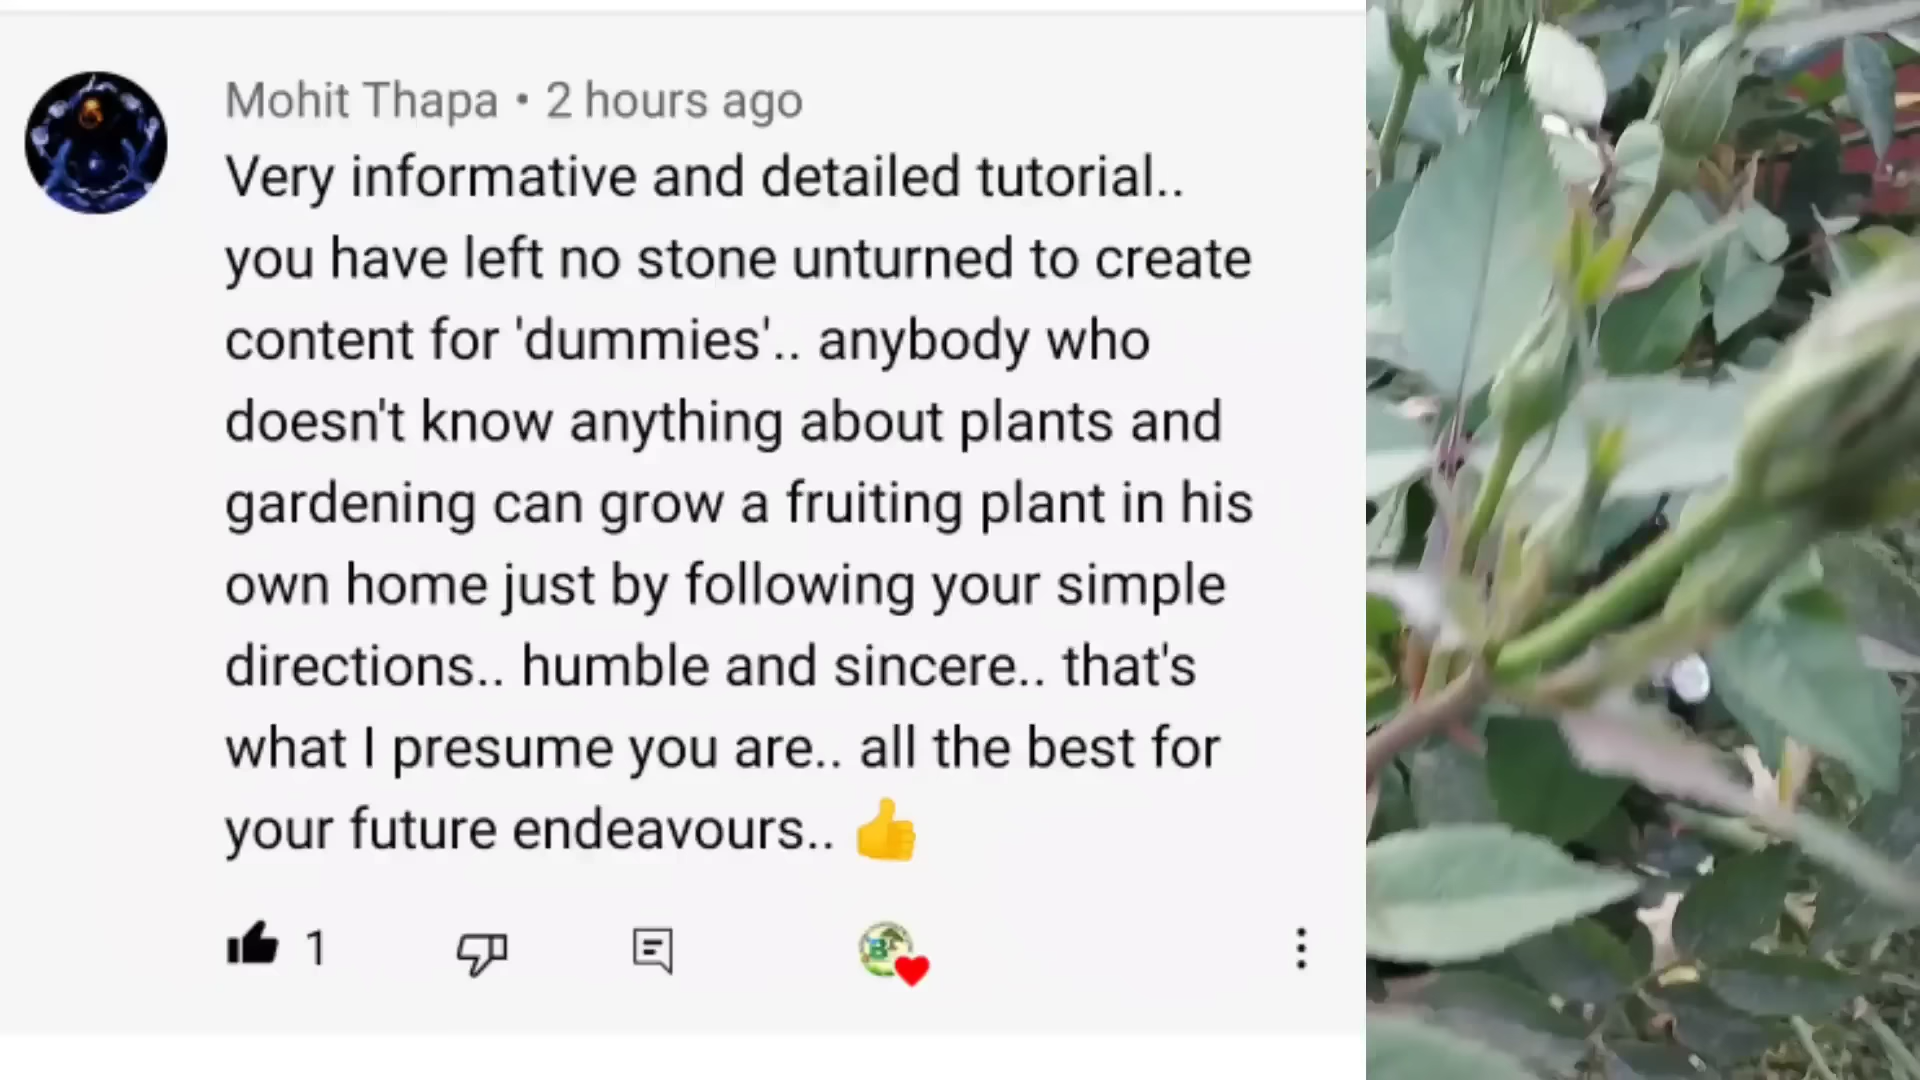 Mohit Thapa • 2 hours ago
Very informative and detailed tutorial..
you have left no stone unturned to create
content for 'dummies'.. anybody who
doesn't know anything about plants and
gardening can grow a fruiting plant in his
own home just by following your simple
directions.. humble and sincere.. that's
what I presume you are.. all the best for
your future endeavours.. 👍
1